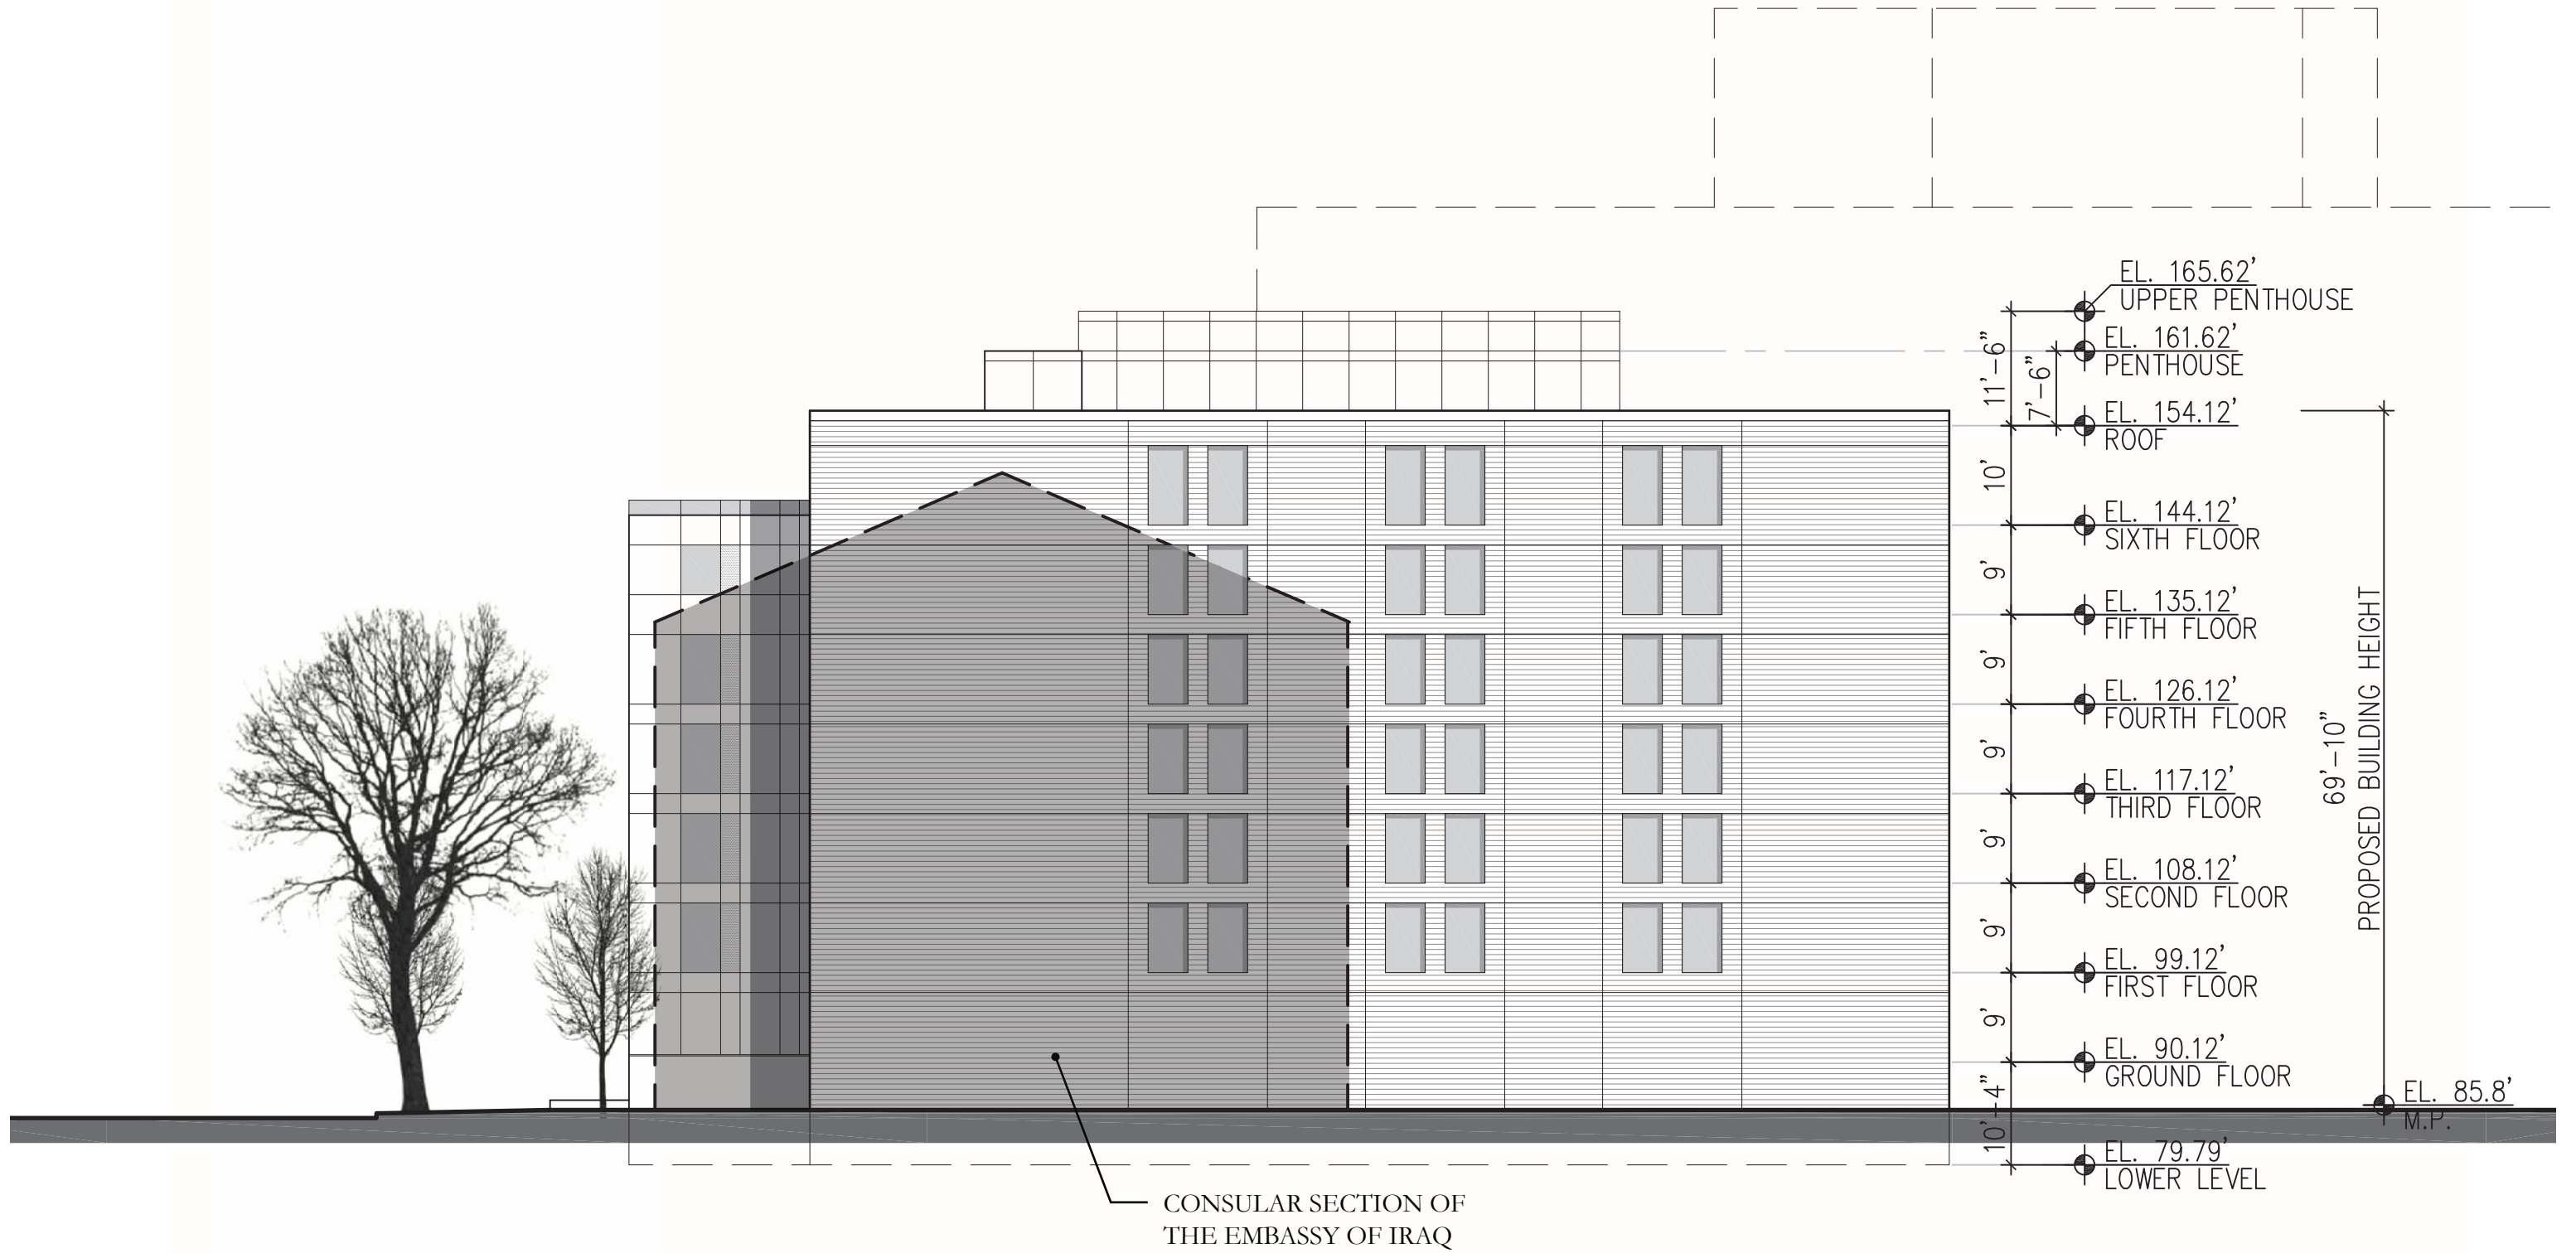 EL. 165.62'
UPPER PENTHOUSE
EL. 161.62'
PENTHOUSE
11'-6"
7'-6"
EL. 154.12'
ROOF
10'
EL. 144.12'
SIXTH FLOOR
9'
EL. 135.12'
FIFTH FLOOR
9'
EL. 126.12'
FOURTH FLOOR
9'
EL. 117.12'
THIRD FLOOR
9'
EL. 108.12'
SECOND FLOOR
9'
EL. 99.12'
FIRST FLOOR
9'
EL. 90.12'
GROUND FLOOR
10'-4"
EL. 79.79'
LOWER LEVEL
69'-10"
PROPOSED BUILDING HEIGHT
EL. 85.8'
M.P.
CONSULAR SECTION OF
THE EMBASSY OF IRAQ